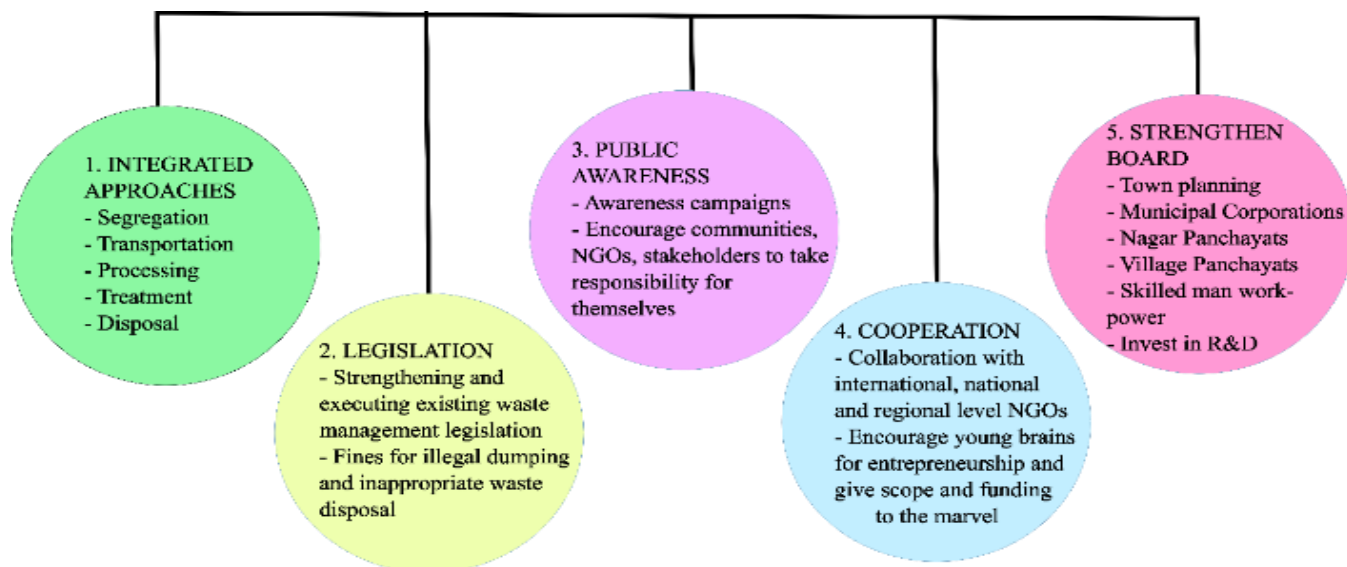 1. INTEGRATED
APPROACHES
- Segregation
- Transportation
- Processing
- Treatment
- Disposal
2. LEGISLATION
- Strengthening and
executing existing waste
management legislation
- Fines for illegal dumping
and inappropriate waste
disposal
3. PUBLIC
AWARENESS
- Awareness campaigns
- Encourage communities,
NGOs, stakeholders to take
responsibility for
themselves
4. COOPERATION
- Collaboration with
international, national
and regional level NGOs
- Encourage young brains
for entrepreneurship and
give scope and funding
to the marvel
5. STRENGTHEN
BOARD
- Town planning
- Municipal Corporations
- Nagar Panchayats
- Village Panchayats
- Skilled man work-
power
- Invest in R&D